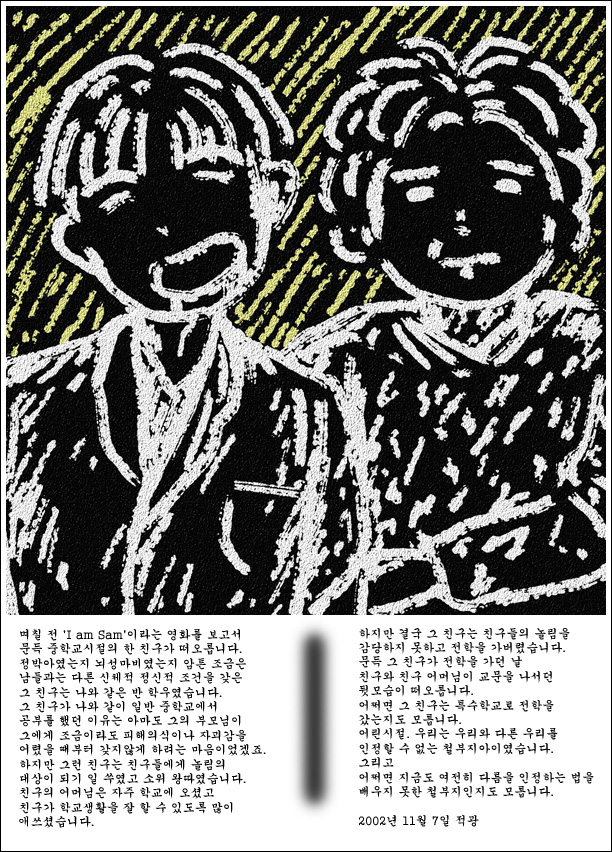 며칠 전 'I am Sam'이라는 영화를 보고서
문득 중학교시절의 한 친구가 떠오릅니다.
정박아였는지 뇌성마비였는지 암튼 조금은
남들과는 다른 신체적 정신적 조건을 갖은
그 친구는 나와 같은 반 학우였습니다.
그 친구가 나와 같이 일반 중학교에서
공부를 했던 이유는 아마도 그의 부모님이
그에게 조금이라도 피해의식이나 자괴감을
어렸을 때부터 갖지않게 하려는 마음이었겠죠.
하지만 그런 친구는 친구들에게 놀림의
대상이 되기 일 쑤였고 소위 왕따였습니다.
친구의 어머님은 자주 학교에 오셨고
친구가 학교생활을 잘 할 수 있도록 많이
애쓰셨습니다.
하지만 결국 그 친구는 친구들의 놀림을
감당하지 못하고 전학을 가버렸습니다.
문득 그 친구가 전학을 가던 날
친구와 친구 어머님이 교문을 나서던
뒷모습이 떠오릅니다.
어쩌면 그 친구는 특수학교로 전학을
갔는지도 모릅니다.
어린시절. 우리는 우리와 다른 우리를
인정할 수 없는 철부지아이였습니다.
그리고
어쩌면 지금도 여전히 다름을 인정하는 법을
배우지 못한 철부지인지도 모릅니다.
2002년 11월 7일 적광